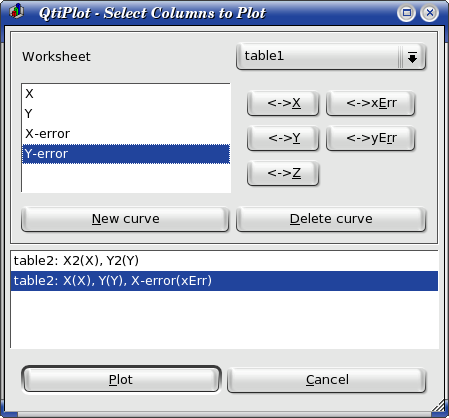 QtiPlot - Select Columns to Plot
Worksheet
table1
X
Y
X-error
Y-error
<->X
<->xErr
<->Y
<->yErr
<->Z
New curve
Delete curve
table2: X2(X), Y2(Y)
table2: X(X), Y(Y), X-error(xErr)
Plot
Cancel